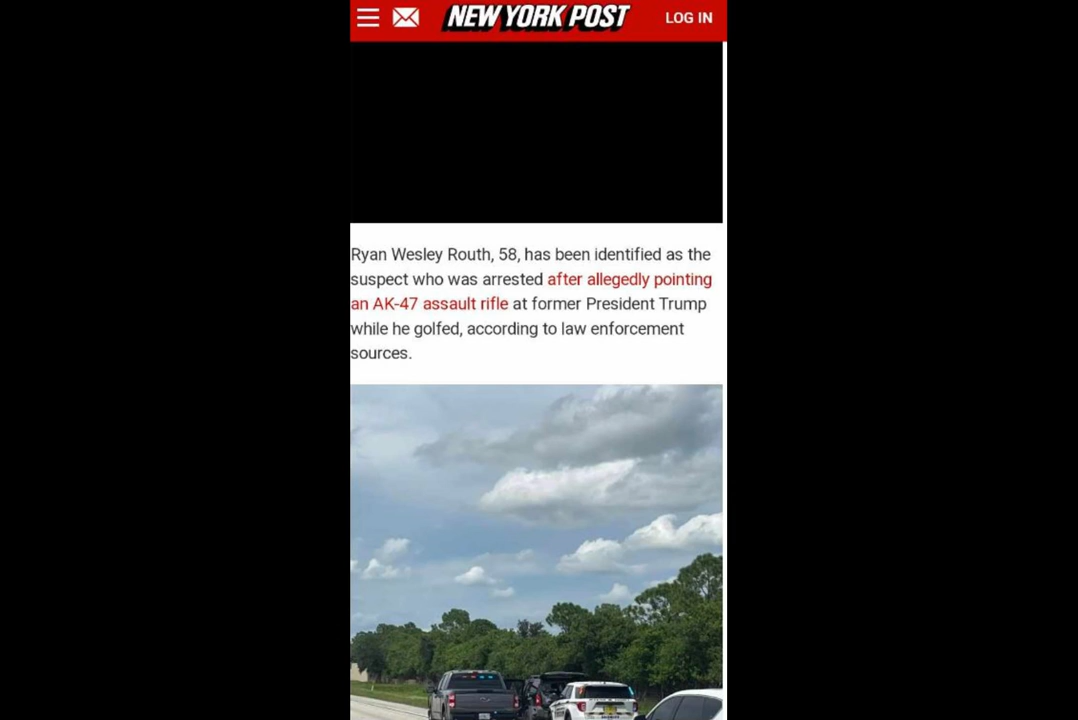 NEW YORK POST
LOG IN
Ryan Wesley Routh, 58, has been identified as the
suspect who was arrested after allegedly pointing
an AK-47 assault rifle at former President Trump
while he golfed, according to law enforcement
sources.